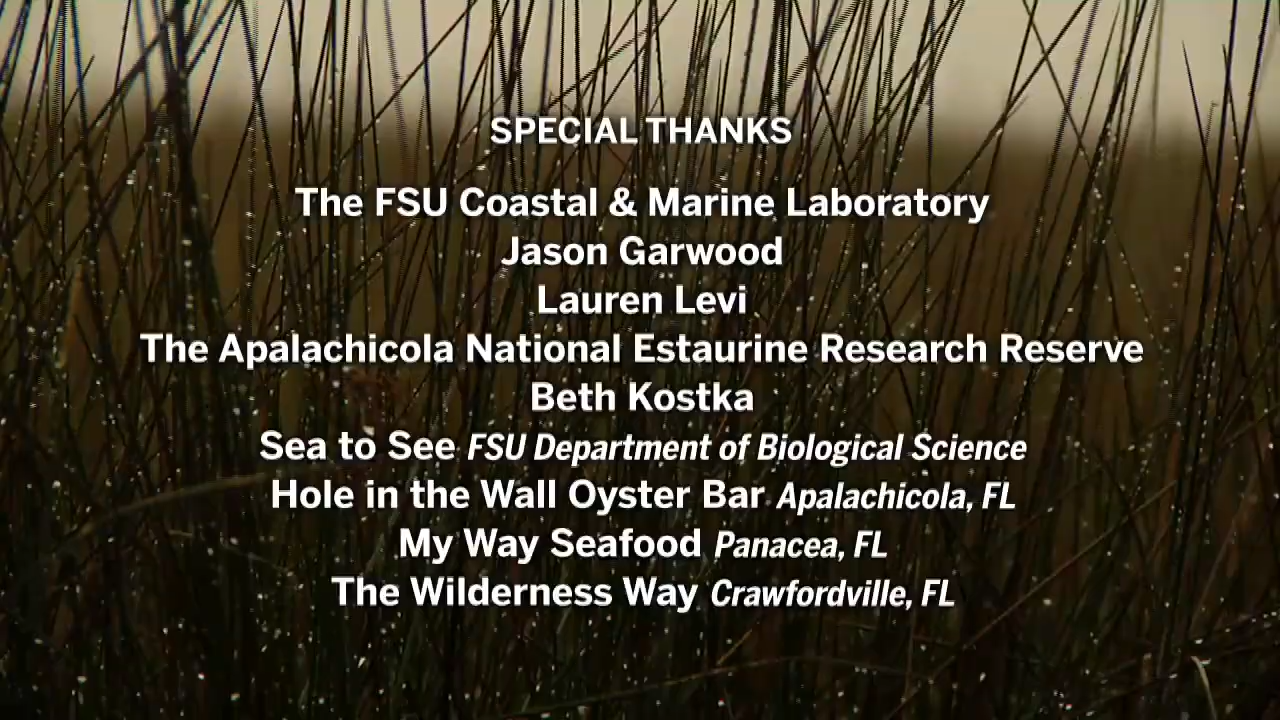 SPECIAL THANKS
The FSU Coastal & Marine Laboratory
Jason Garwood
Lauren Levi
The Apalachicola National Estaurine Research Reserve
Beth Kostka
Sea to See FSU Department of Biological Science
Hole in the Wall Oyster Bar Apalachicola, FL
My Way Seafood Panacea, FL
The Wilderness Way Crawfordville, FL